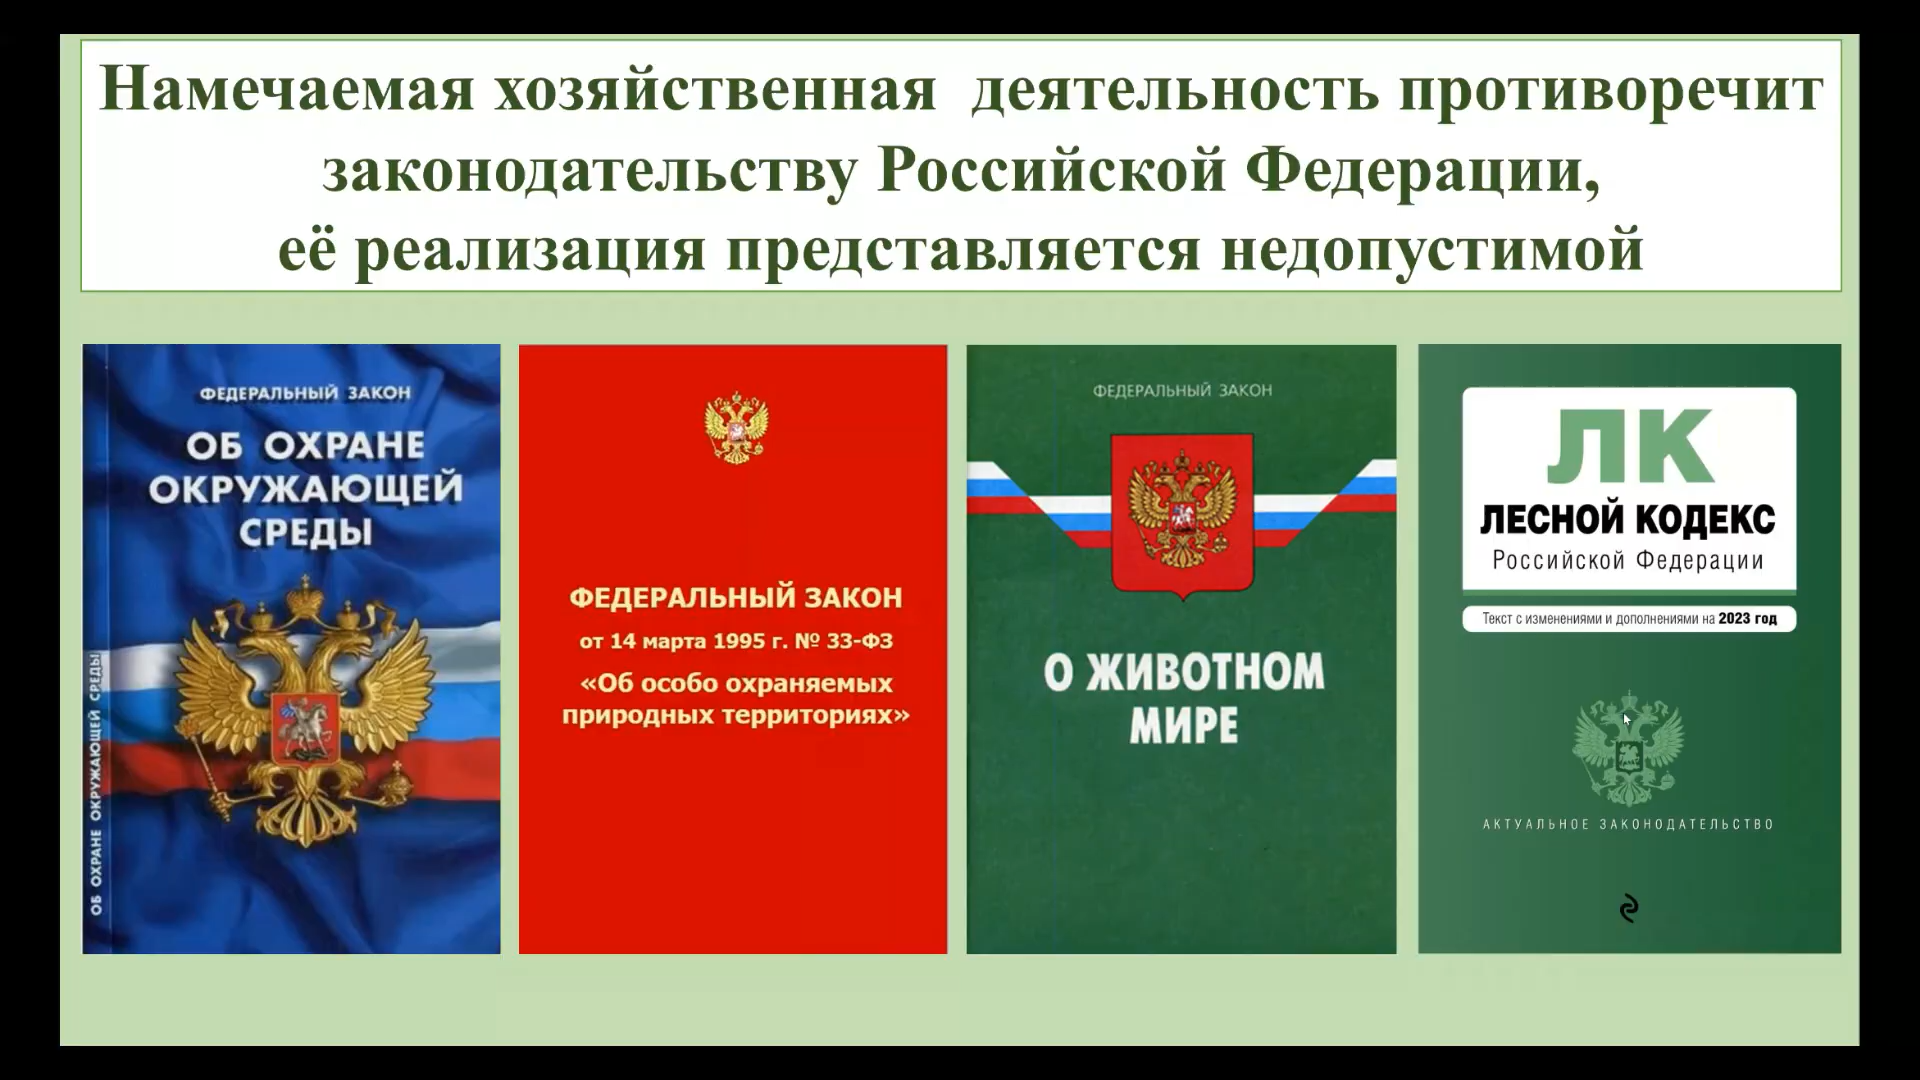 Намечаемая хозяйственная деятельность противоречит
законодательству Российской Федерации,
её реализация представляется недопустимой
ФЕДЕРАЛЬНЫЙ ЗАКОН
ОБ ОХРАНЕ
ОКРУЖАЮЩЕЙ
СРЕДЫ
ОБ ОХРАНЕ ОКРУЖАЮЩЕЙ СРЕДЫ
ФЕДЕРАЛЬНЫЙ ЗАКОН
от 14 марта 1995 г. № 33-ФЗ
«Об особо охраняемых
природных территориях»
ФЕДЕРАЛЬНЫЙ ЗАКОН
О ЖИВОТНОМ
МИРЕ
ЛК
ЛЕСНОЙ КОДЕКС
Российской Федерации
Текст с изменениями и дополнениями на 2023 год
АКТУАЛЬНОЕ ЗАКОНОДАТЕЛЬСТВО